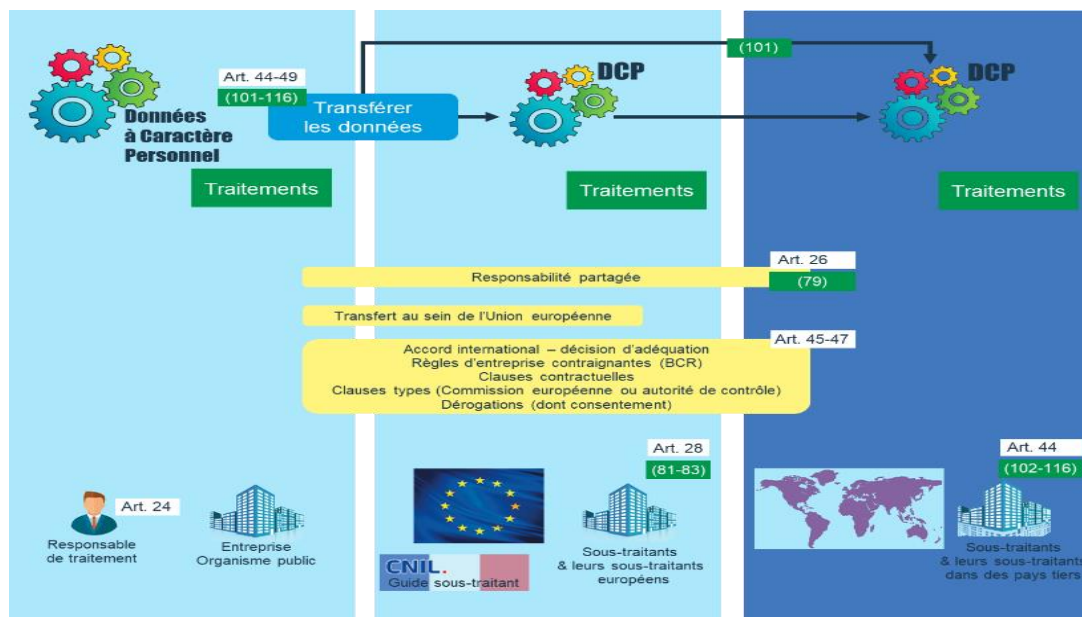 (101)
Art. 44-49
(101-116)
Transférer
les données
Données
à Caractère
Personnel
DCP
DCP
Traitements
Traitements
Traitements
Art. 26
(79)
Responsabilité partagée
Transfert au sein de l'Union européenne
Art. 45-47
Accord international – décision d'adéquation
Règles d'entreprise contraignantes (BCR)
Clauses contractuelles
Clauses types (Commission européenne ou autorité de contrôle)
Dérogations (dont consentement)
Art. 24
Responsable
de traitement
Entreprise
Organisme public
CNIL.
Guide sous-traitant
Art. 28
(81-83)
Sous-traitants
& leurs sous-traitants
européens
Art. 44
(102-116)
Sous-traitants
& leurs sous-traitants
dans des pays tiers